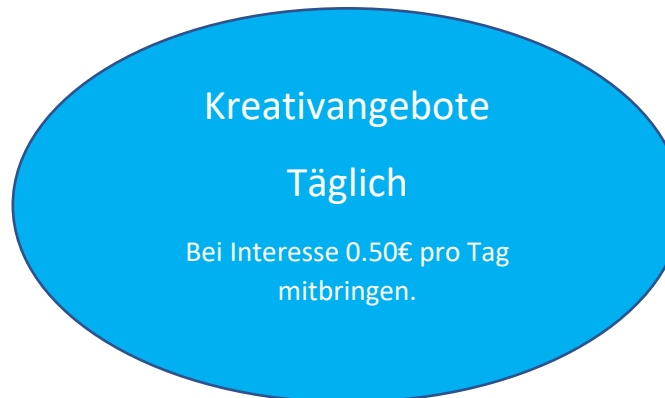 Kreativangebote
Täglich
Bei Interesse 0.50€ pro Tag
mitbringen.